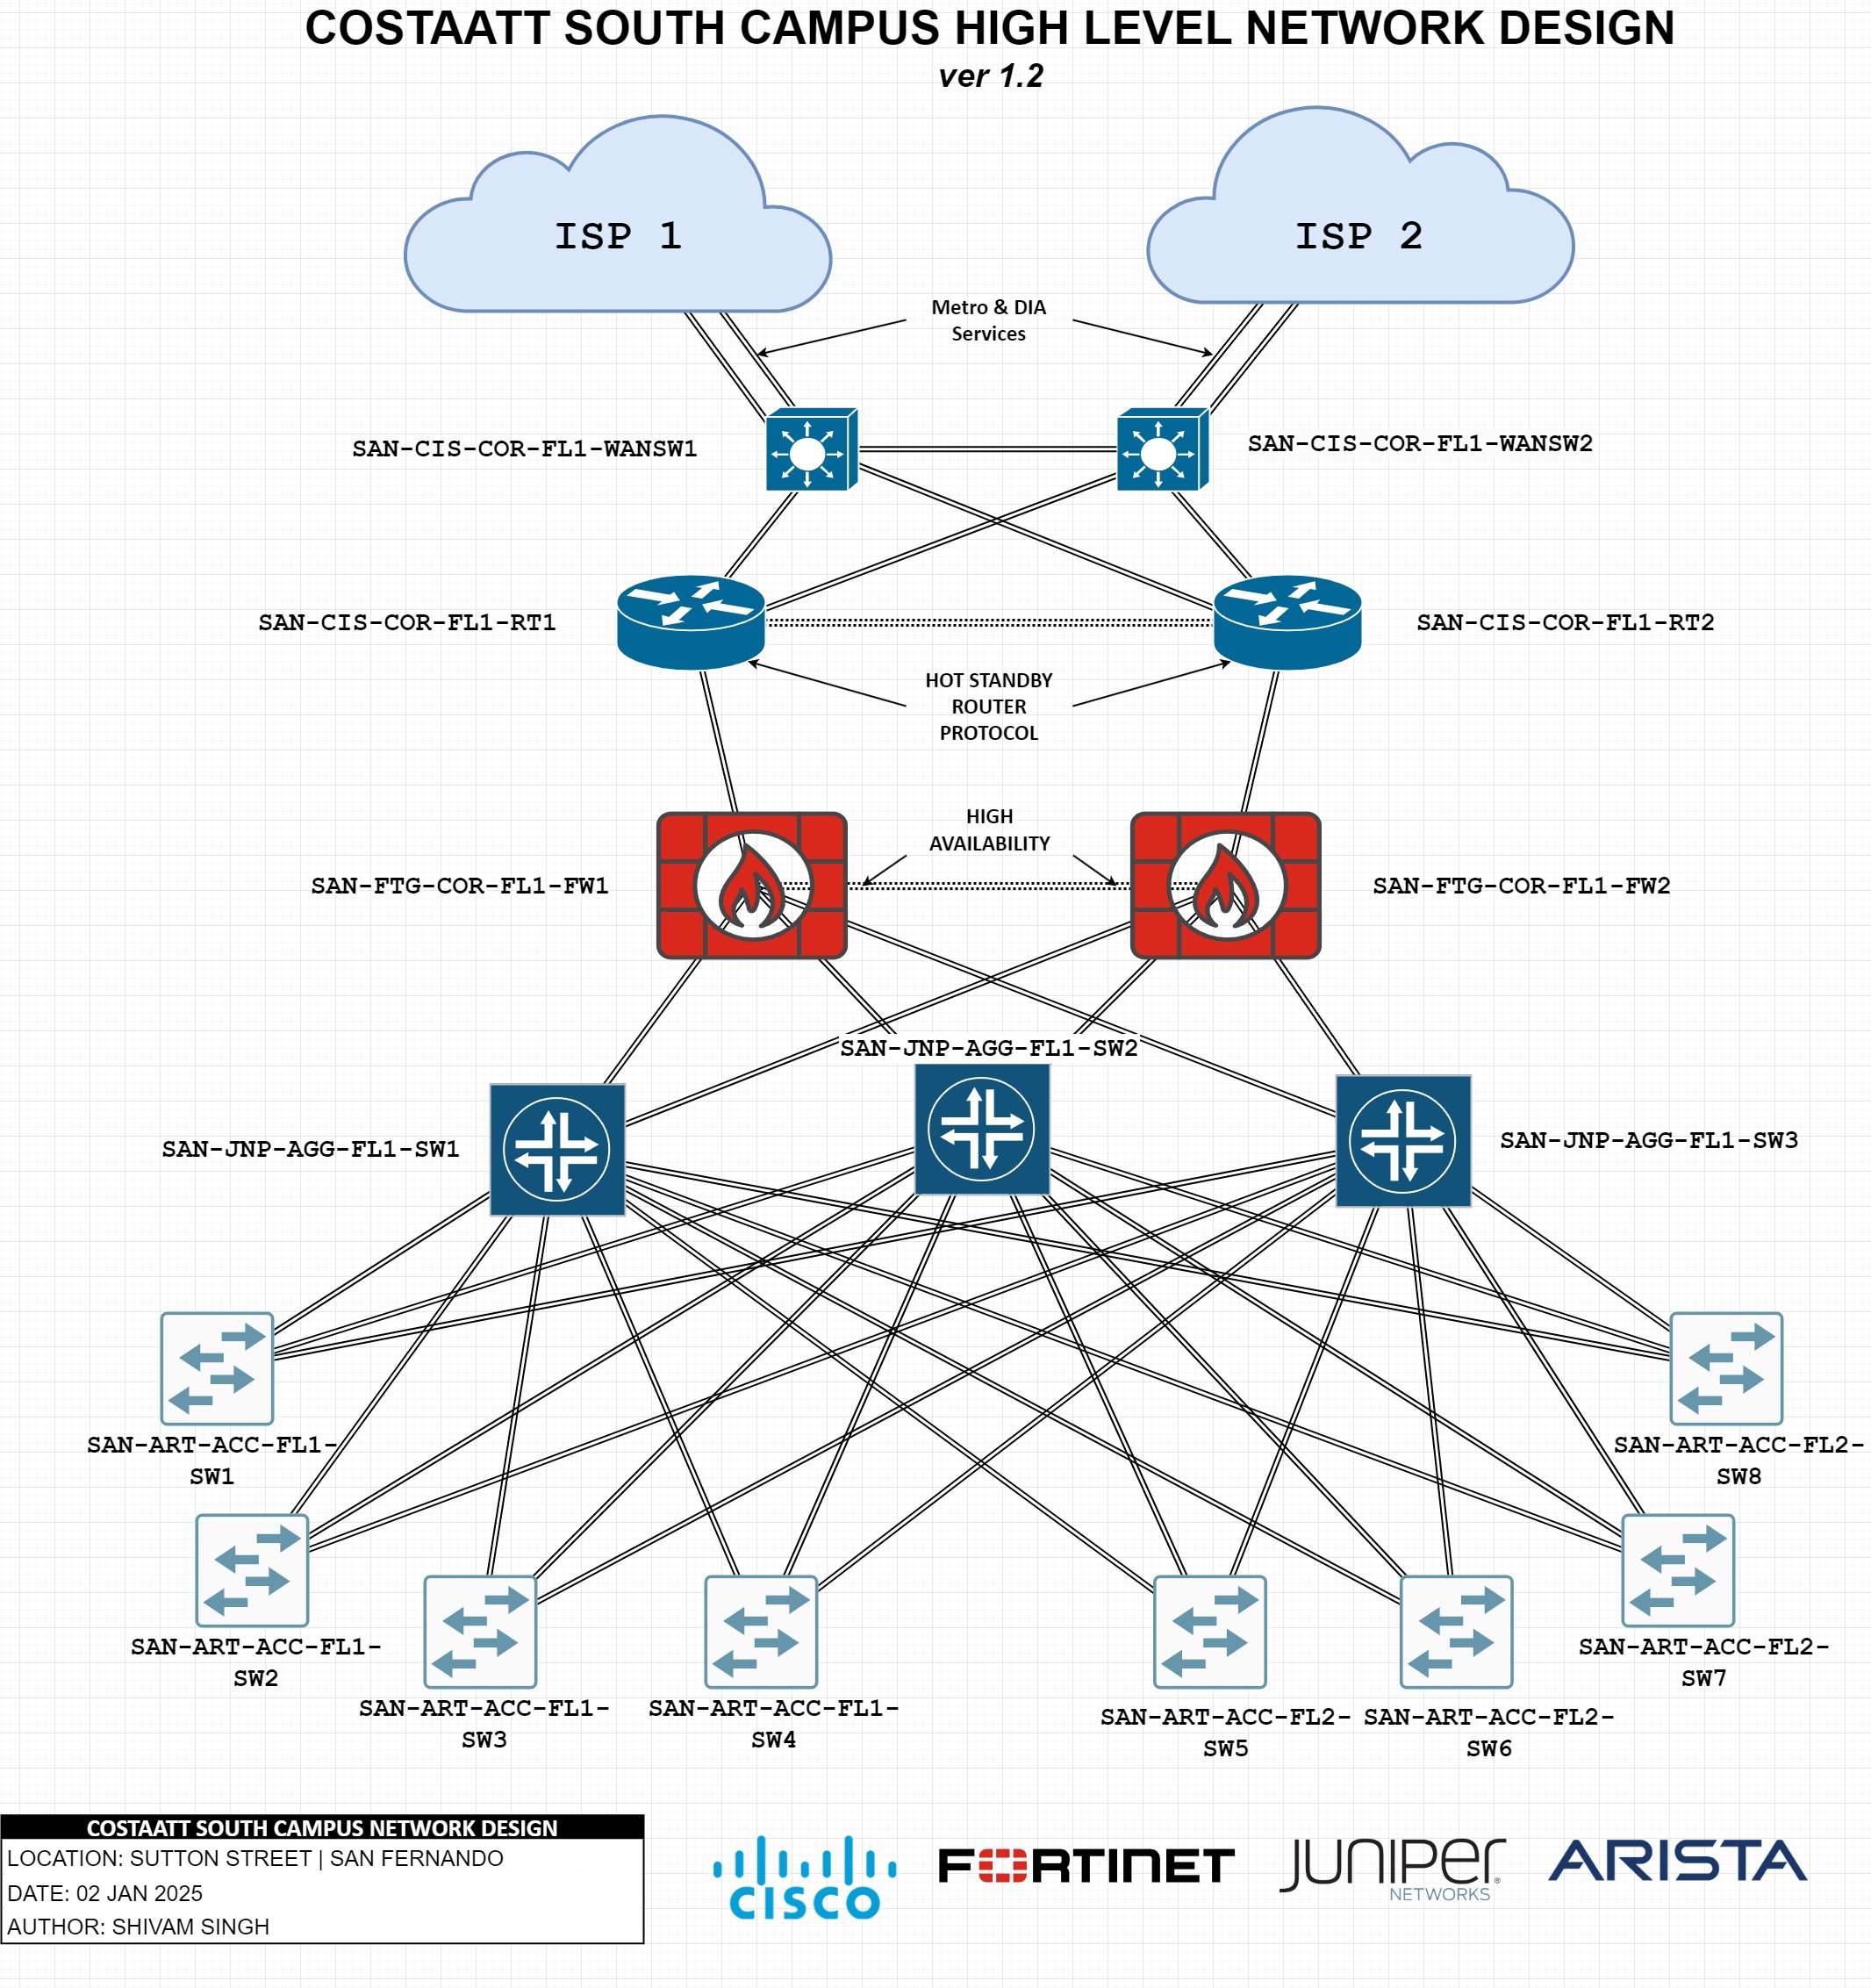 COSTAATT SOUTH CAMPUS HIGH LEVEL NETWORK DESIGN
ver 1.2
ISP 1
ISP 2
Metro & DIA
Services
SAN-CIS-COR-FL1-WANSW1
SAN-CIS-COR-FL1-WANSW2
SAN-CIS-COR-FL1-RT1
SAN-CIS-COR-FL1-RT2
HOT STANDBY
ROUTER
PROTOCOL
HIGH
AVAILABILITY
SAN-FTG-COR-FL1-FW1
SAN-FTG-COR-FL1-FW2
SAN-JNP-AGG-FL1-SW2
SAN-JNP-AGG-FL1-SW1
SAN-JNP-AGG-FL1-SW3
SAN-ART-ACC-FL1-
SW1
SAN-ART-ACC-FL2-
SW8
SAN-ART-ACC-FL1-
SW2
SAN-ART-ACC-FL2-
SW7
SAN-ART-ACC-FL1-
SW3
SAN-ART-ACC-FL1-
SW4
SAN-ART-ACC-FL2-
SW5
SAN-ART-ACC-FL2-
SW6
COSTAATT SOUTH CAMPUS NETWORK DESIGN
LOCATION: SUTTON STREET | SAN FERNANDO
DATE: 02 JAN 2025
AUTHOR: SHIVAM SINGH
CISCO
FORTINET
JUNIPer
NETWORKS
ARISTA